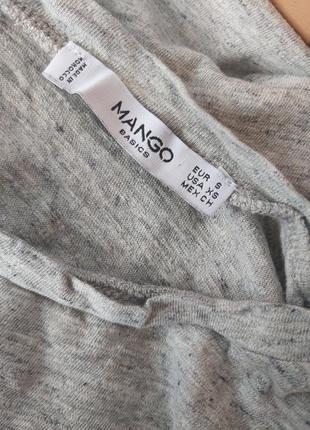 MADE IN
MOROCCO
MANGO
BASICS
EUR S
USA XS
MEX CH